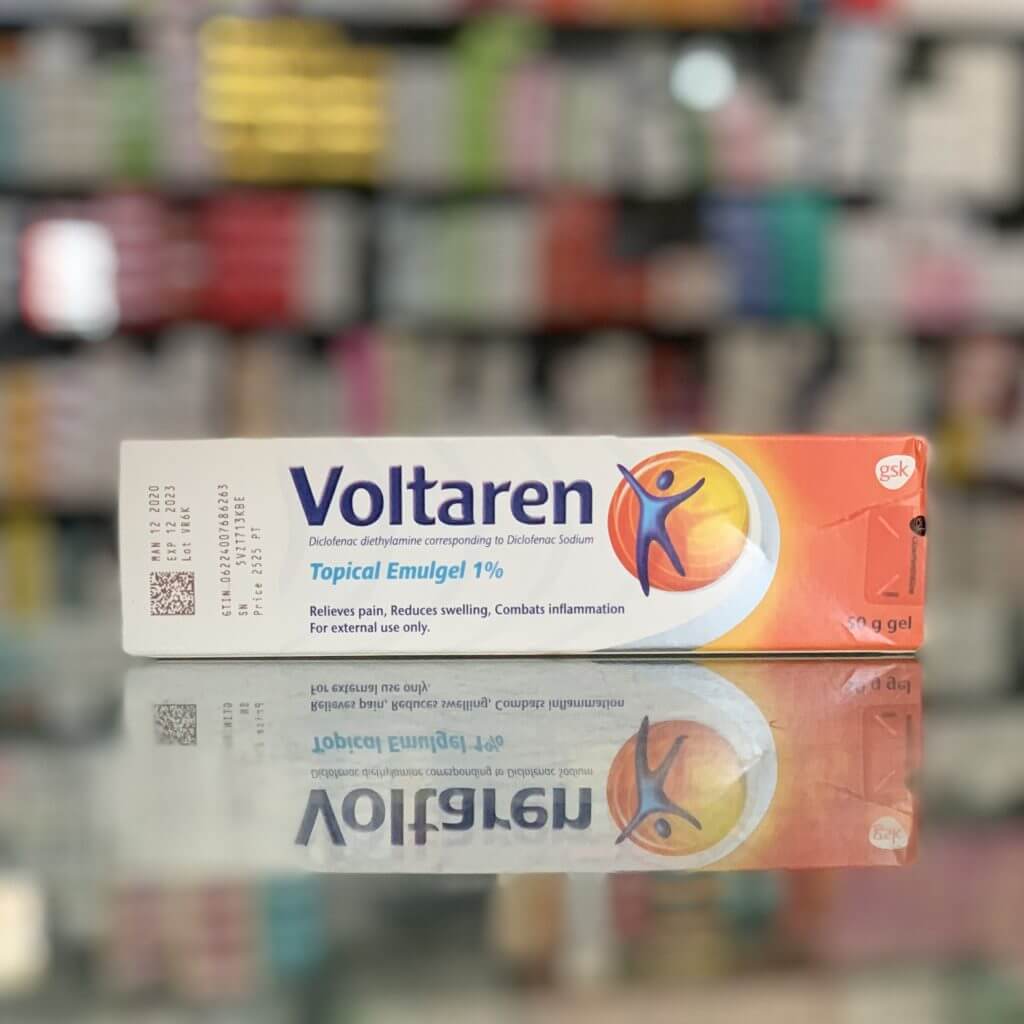 MAN 12 2020
EXP 12 2023
Lot VR6K
GTIN.06224007686263
SN SVZT713KBE
Price 2525 PT
Voltaren
Diclofenac diethylamine corresponding to Diclofenac Sodium
Topical Emulgel 1%
Relieves pain, Reduces swelling, Combats inflammation
For external use only.
gsk
50 g gel